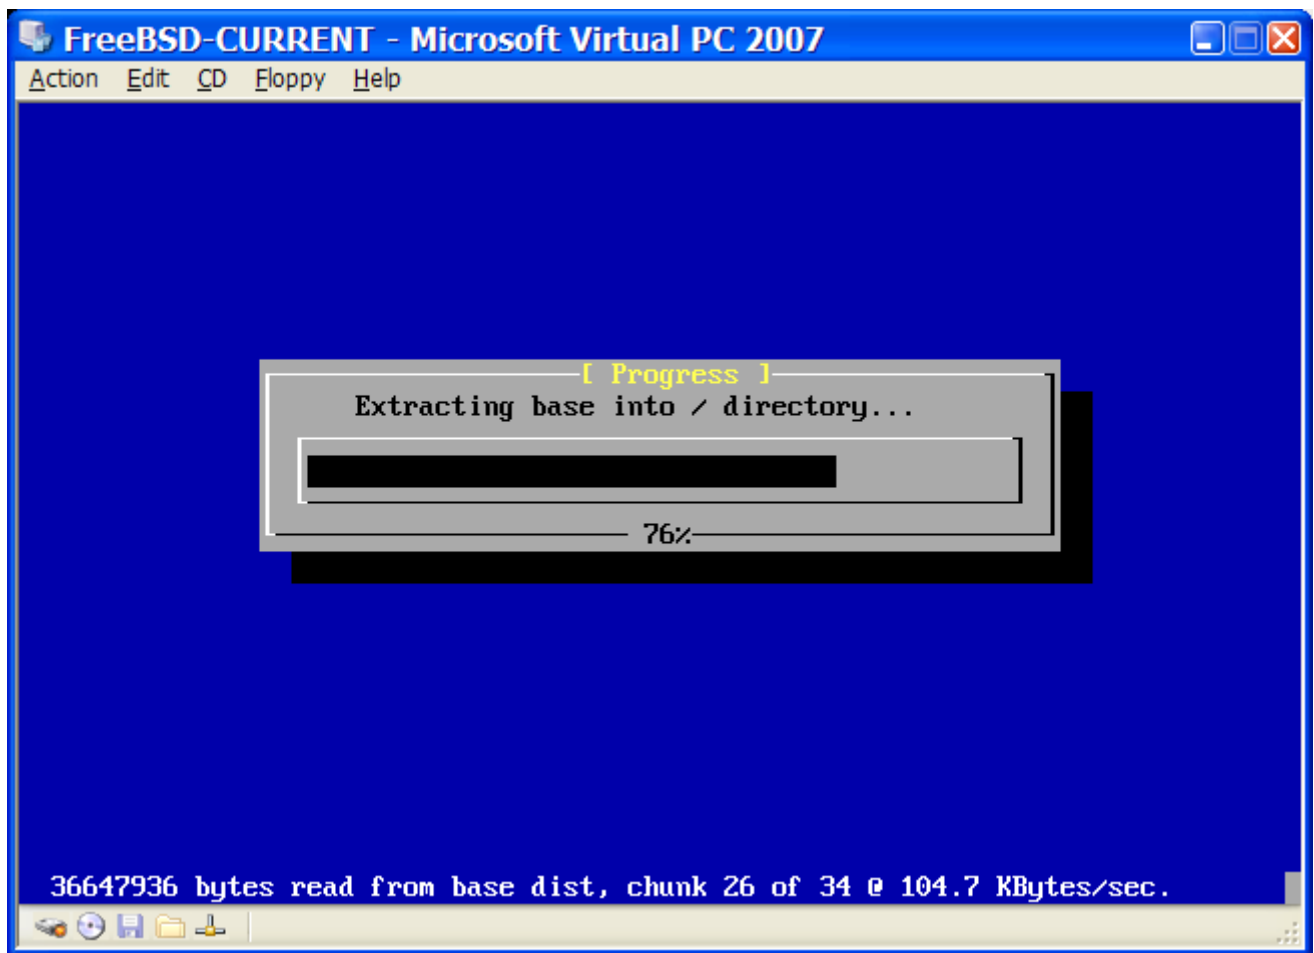 FreeBSD-CURRENT - Microsoft Virtual PC 2007
Action Edit CD Floppy Help
[ Progress ]
Extracting base into / directory...
76%
36647936 bytes read from base dist, chunk 26 of 34 @ 104.7 KBytes/sec.